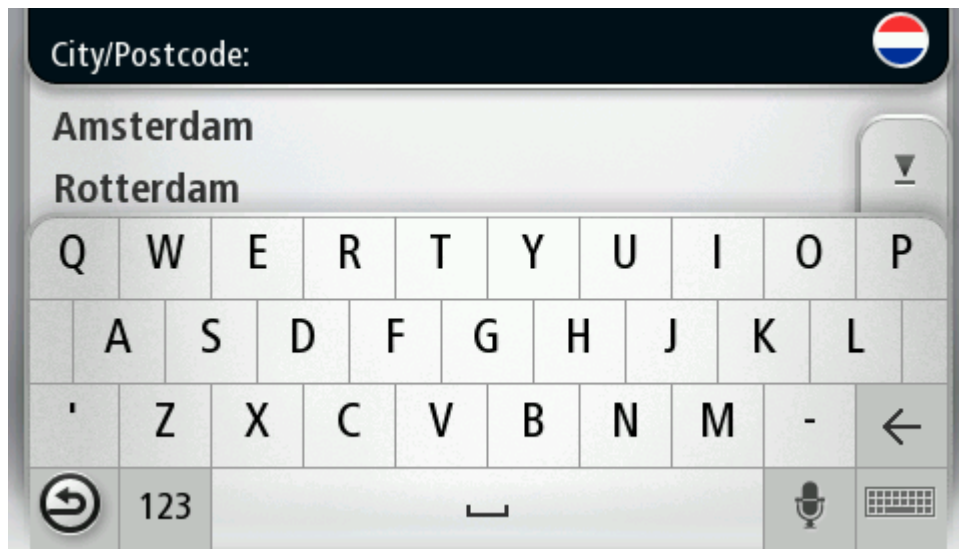 City/Postcode:
Amsterdam
Rotterdam
Q W E R T Y U I O P
A S D F G H J K L
' Z X C V B N M -
123